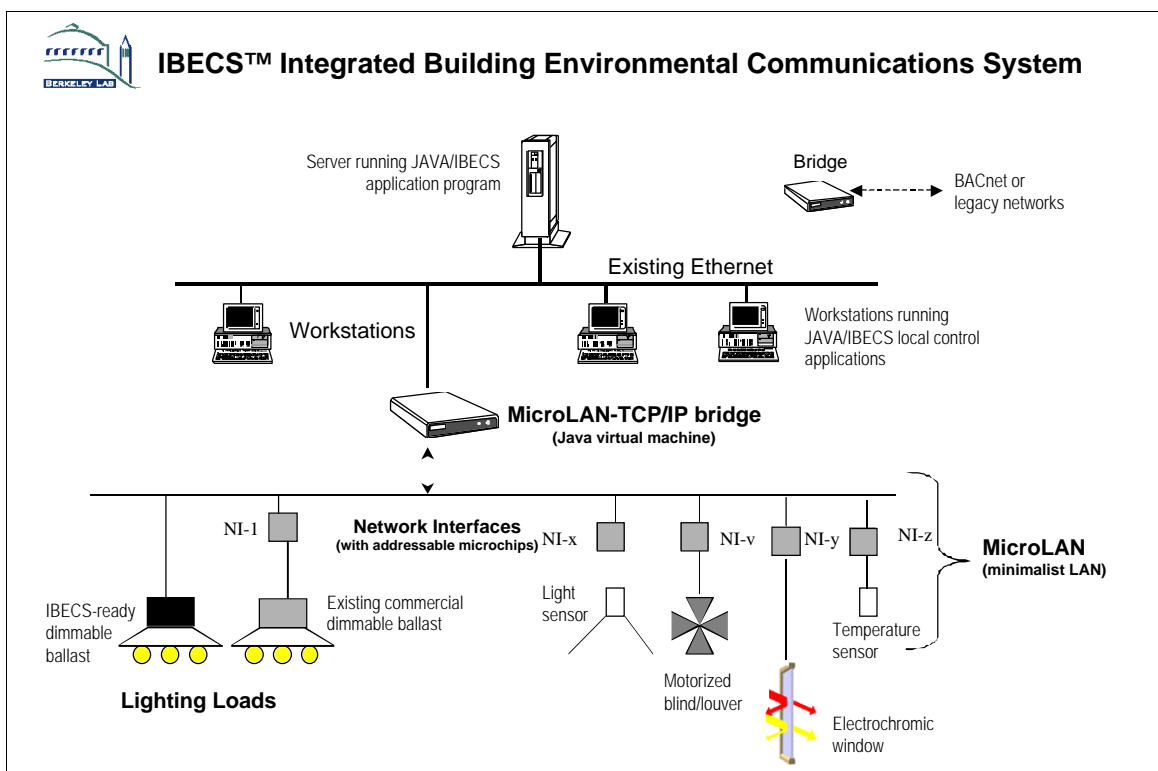 BERKELEY LAB
IBECS™ Integrated Building Environmental Communications System
Server running JAVA/IBECS
application program
Bridge
BACnet or
legacy networks
Existing Ethernet
Workstations
Workstations running
JAVA/IBECS local control
applications
MicroLAN-TCP/IP bridge
(Java virtual machine)
NI-1
Network Interfaces
(with addressable microchips)
NI-x
NI-v
NI-y
NI-z
MicroLAN
(minimalist LAN)
IBECS-ready
dimmable
ballast
Existing commercial
dimmable ballast
Light
sensor
Temperature
sensor
Motorized
blind/louver
Lighting Loads
Electrochromic
window